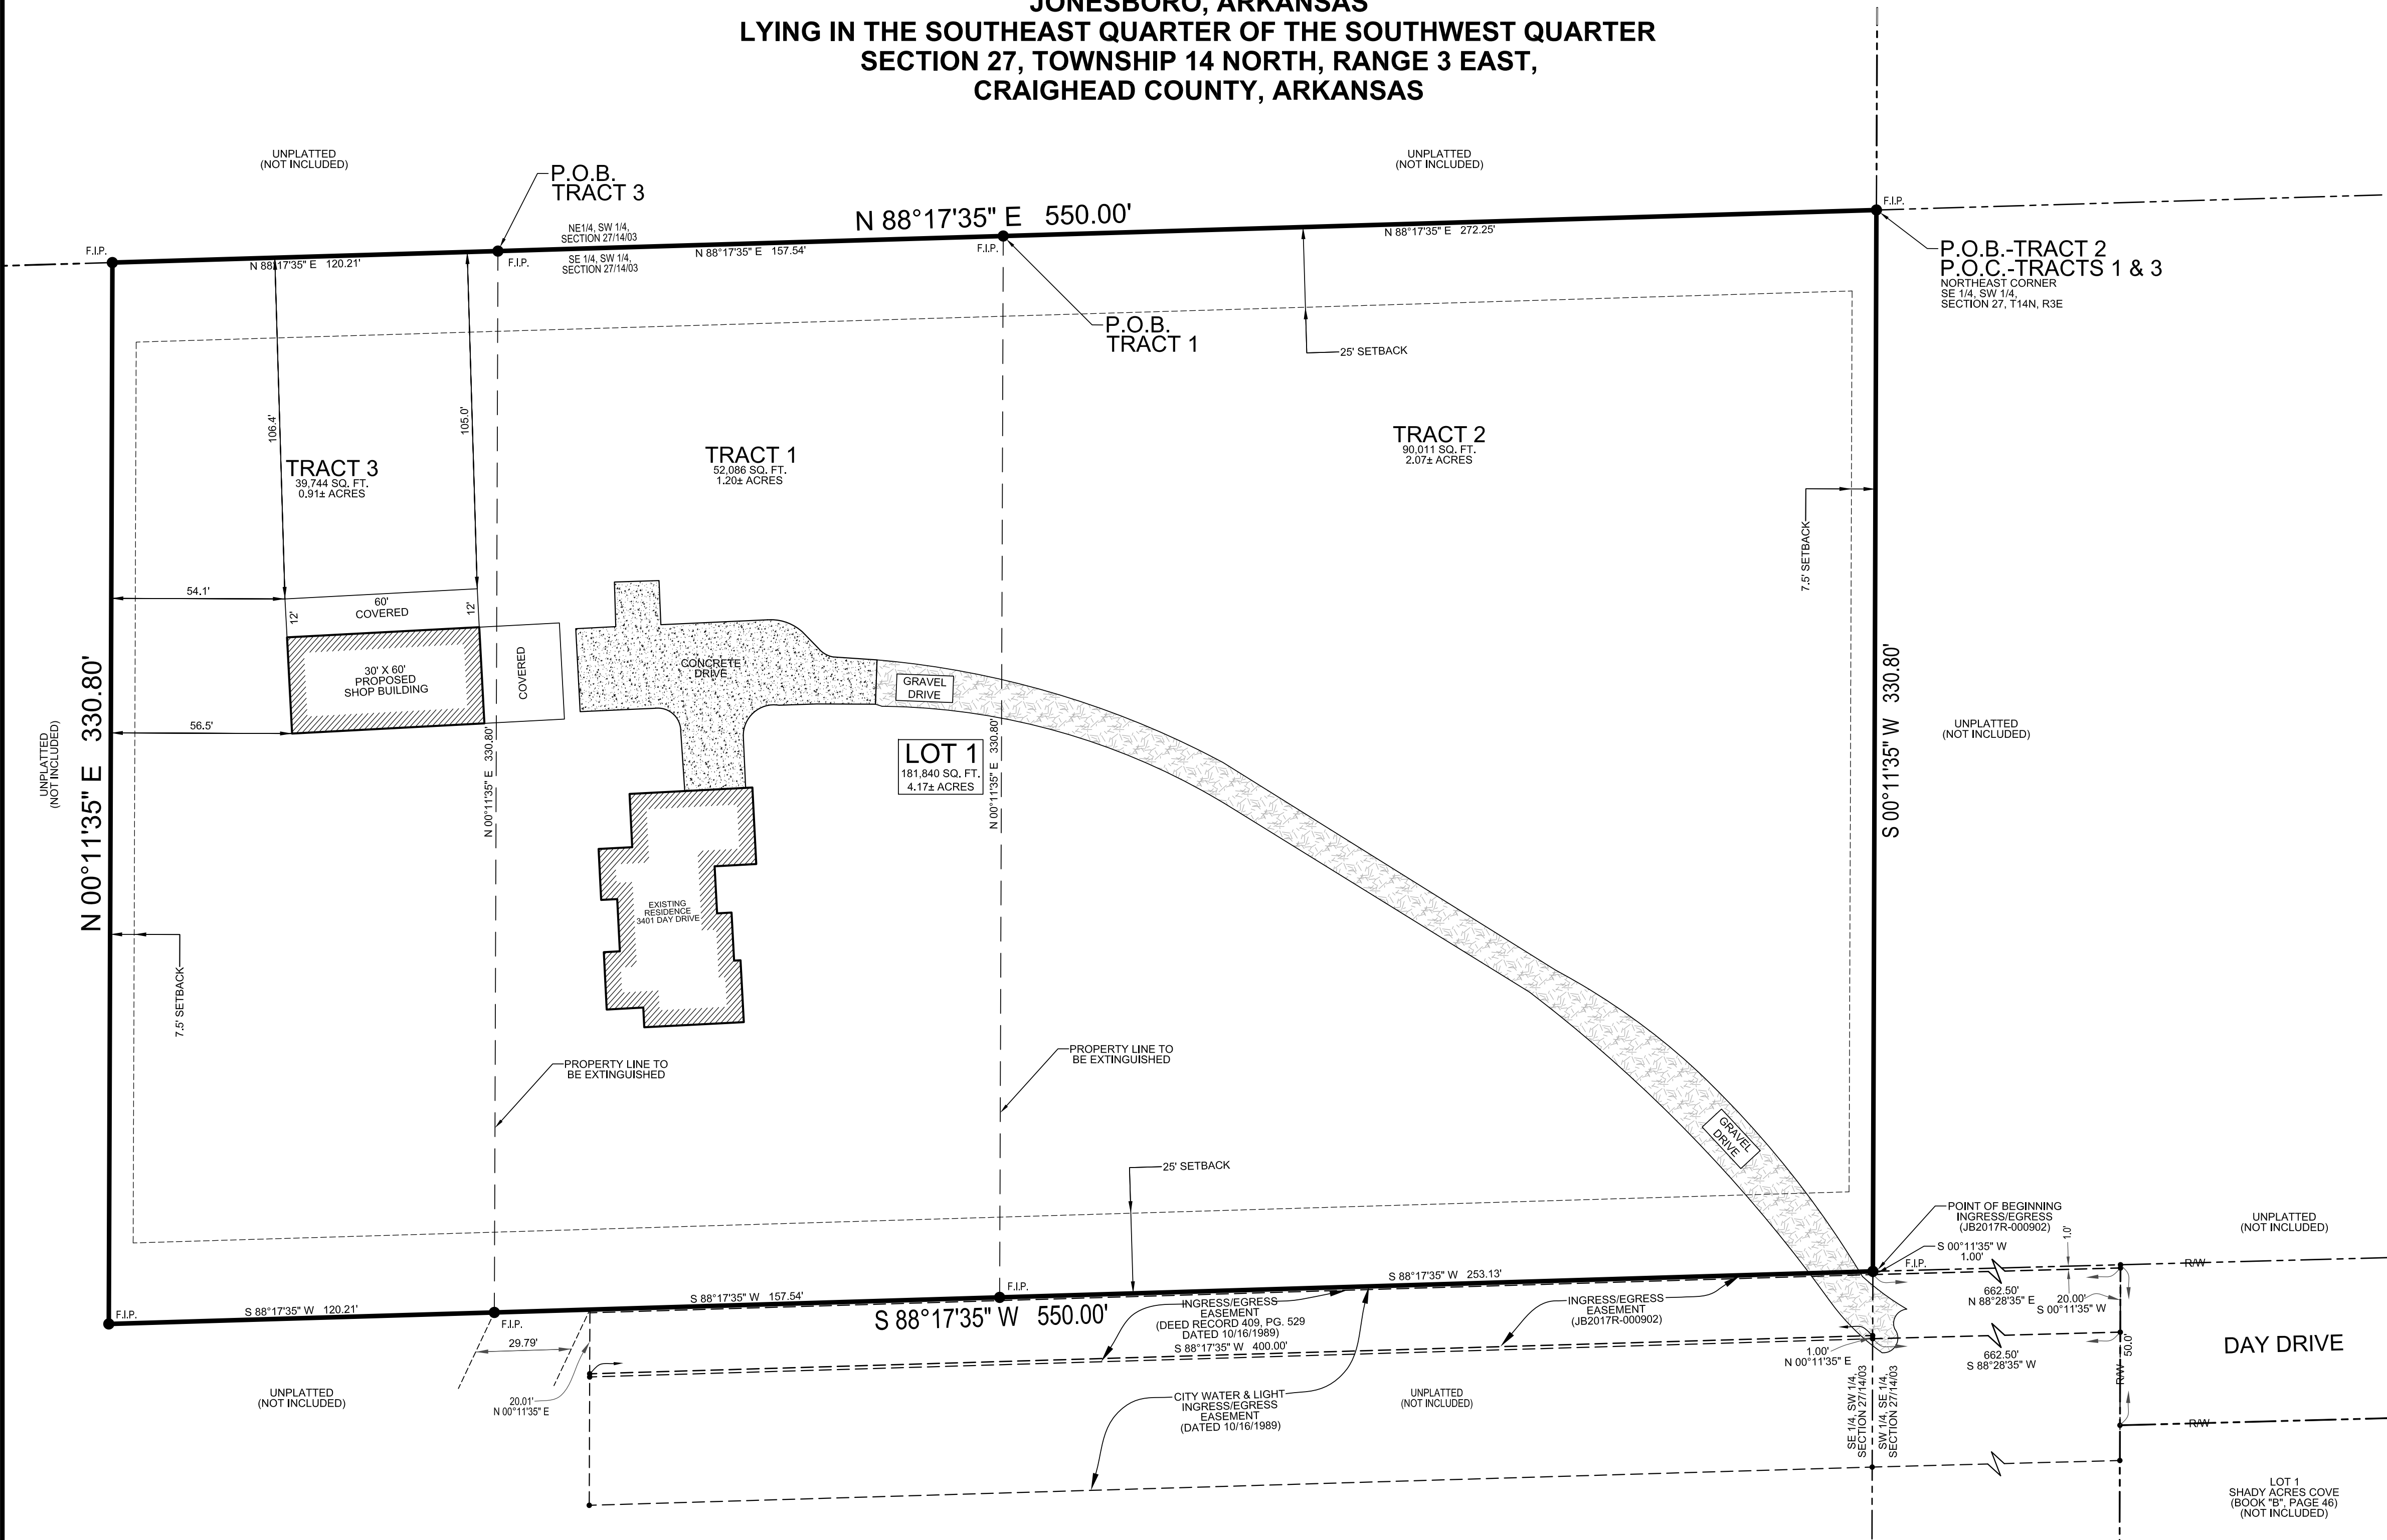 JONESBORO, ARKANSAS
LYING IN THE SOUTHEAST QUARTER OF THE SOUTHWEST QUARTER
SECTION 27, TOWNSHIP 14 NORTH, RANGE 3 EAST,
CRAIGHEAD COUNTY, ARKANSAS
UNPLATTED
(NOT INCLUDED)
UNPLATTED
(NOT INCLUDED)
P.O.B.
TRACT 3
N 88°17'35" E 550.00'
F.I.P.
NE1/4, SW 1/4,
SECTION 27/14/03
SE 1/4, SW 1/4,
SECTION 27/14/03
F.I.P.
N 88°17'35" E 120.21'
F.I.P.
N 88°17'35" E 157.54'
F.I.P.
N 88°17'35" E 272.25'
P.O.B.-TRACT 2
P.O.C.-TRACTS 1 & 3
NORTHEAST CORNER
SE 1/4, SW 1/4,
SECTION 27, T14N, R3E
P.O.B.
TRACT 1
25' SETBACK
106.4'
105.0'
TRACT 3
39,744 SQ. FT.
0.91± ACRES
TRACT 1
52,086 SQ. FT.
1.20± ACRES
TRACT 2
90,011 SQ. FT.
2.07± ACRES
7.5' SETBACK
54.1'
12'
60'
COVERED
12'
30' X 60'
PROPOSED
SHOP BUILDING
COVERED
CONCRETE
DRIVE
GRAVEL
DRIVE
56.5'
UNPLATTED
(NOT INCLUDED)
N 00°11'35" E 330.80'
N 00°11'35" E 330.80'
LOT 1
181,840 SQ. FT.
4.17± ACRES
N 00°11'35" E 330.80'
S 00°11'35" W 330.80'
UNPLATTED
(NOT INCLUDED)
EXISTING
RESIDENCE
3401 DAY DRIVE
7.5' SETBACK
PROPERTY LINE TO
BE EXTINGUISHED
PROPERTY LINE TO
BE EXTINGUISHED
GRAVEL
DRIVE
25' SETBACK
POINT OF BEGINNING
INGRESS/EGRESS
(JB2017R-000902)
S 00°11'35" W
1.00'
F.I.P.
1.0'
UNPLATTED
(NOT INCLUDED)
R/W
F.I.P.
S 88°17'35" W 120.21'
F.I.P.
S 88°17'35" W 157.54'
F.I.P.
S 88°17'35" W 253.13'
S 88°17'35" W 550.00'
29.79'
20.01'
N 00°11'35" E
INGRESS/EGRESS
EASEMENT
(DEED RECORD 409, PG. 529
DATED 10/16/1989)
S 88°17'35" W 400.00'
INGRESS/EGRESS
EASEMENT
(JB2017R-000902)
662.50'
N 88°28'35" E
20.00'
S 00°11'35" W
1.00'
N 00°11'35" E
662.50'
S 88°28'35" W
R/W 50.0'
DAY DRIVE
R/W
UNPLATTED
(NOT INCLUDED)
CITY WATER & LIGHT
INGRESS/EGRESS
EASEMENT
(DATED 10/16/1989)
UNPLATTED
(NOT INCLUDED)
SE 1/4, SW 1/4,
SECTION 27/14/03
SW 1/4, SE 1/4,
SECTION 27/14/03
LOT 1
SHADY ACRES COVE
(BOOK "B", PAGE 46)
(NOT INCLUDED)